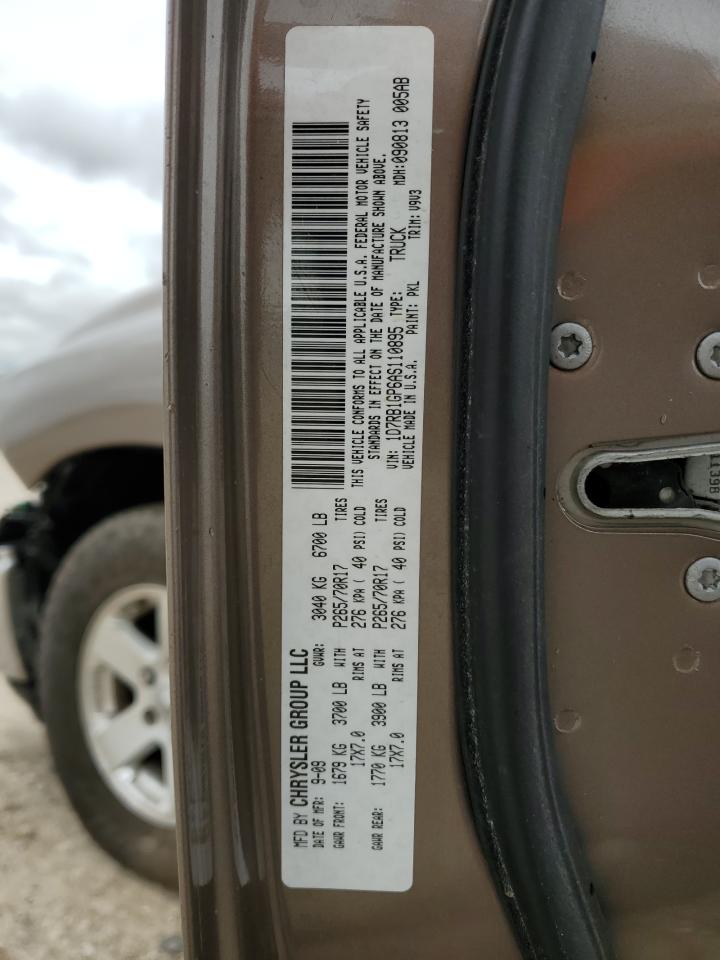 MFD BY CHRYSLER GROUP LLC
DATE OF MFR: 9-09 GVWR: 3040 KG 6700 LB
GAWR FRONT: 1679 KG 3700 LB WITH P265/70R17 TIRES
17X7.0 RIMS AT 276 KPA ( 40 PSI) COLD
GAWR REAR: 1770 KG 3900 LB WITH P265/70R17 TIRES
17X7.0 RIMS AT 276 KPA ( 40 PSI) COLD
THIS VEHICLE CONFORMS TO ALL APPLICABLE U.S.A. FEDERAL MOTOR VEHICLE SAFETY
STANDARDS IN EFFECT ON THE DATE OF MANUFACTURE SHOWN ABOVE.
VIN: 1D7RB1GP6AS110895 TYPE: TRUCK MDH:090813 005AB
VEHICLE MADE IN U.S.A. PAINT: PKL TRIM: V9V3